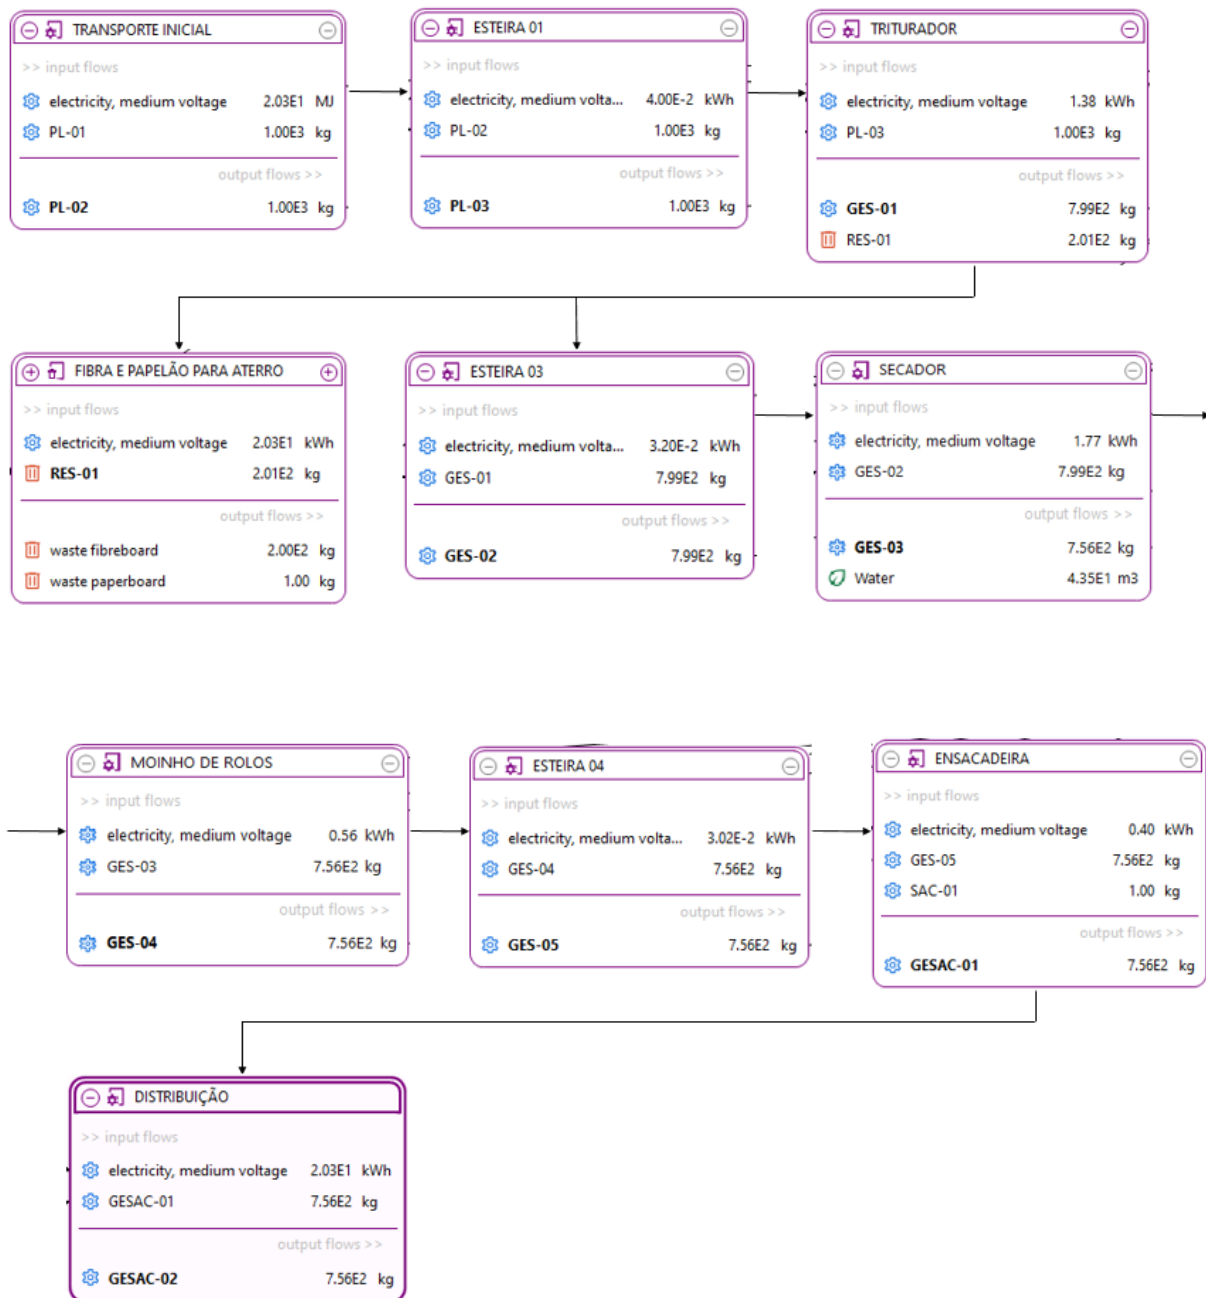 TRANSPORTE INICIAL
>> input flows
electricity, medium voltage 2.03E1 MJ
PL-01 1.00E3 kg
output flows >>
PL-02 1.00E3 kg
ESTEIRA 01
>> input flows
electricity, medium volta... 4.00E-2 kWh
PL-02 1.00E3 kg
output flows >>
PL-03 1.00E3 kg
TRITURADOR
>> input flows
electricity, medium voltage 1.38 kWh
PL-03 1.00E3 kg
output flows >>
GES-01 7.99E2 kg
RES-01 2.01E2 kg
FIBRA E PAPELÃO PARA ATERRO
>> input flows
electricity, medium voltage 2.03E1 kWh
RES-01 2.01E2 kg
output flows >>
waste fibreboard 2.00E2 kg
waste paperboard 1.00 kg
ESTEIRA 03
>> input flows
electricity, medium volta... 3.20E-2 kWh
GES-01 7.99E2 kg
output flows >>
GES-02 7.99E2 kg
SECADOR
>> input flows
electricity, medium voltage 1.77 kWh
GES-02 7.99E2 kg
output flows >>
GES-03 7.56E2 kg
Water 4.35E1 m3
MOINHO DE ROLOS
>> input flows
electricity, medium voltage 0.56 kWh
GES-03 7.56E2 kg
output flows >>
GES-04 7.56E2 kg
ESTEIRA 04
>> input flows
electricity, medium volta... 3.02E-2 kWh
GES-04 7.56E2 kg
output flows >>
GES-05 7.56E2 kg
ENSACADEIRA
>> input flows
electricity, medium voltage 0.40 kWh
GES-05 7.56E2 kg
SAC-01 1.00 kg
output flows >>
GESAC-01 7.56E2 kg
DISTRIBUIÇÃO
>> input flows
electricity, medium voltage 2.03E1 kWh
GESAC-01 7.56E2 kg
output flows >>
GESAC-02 7.56E2 kg